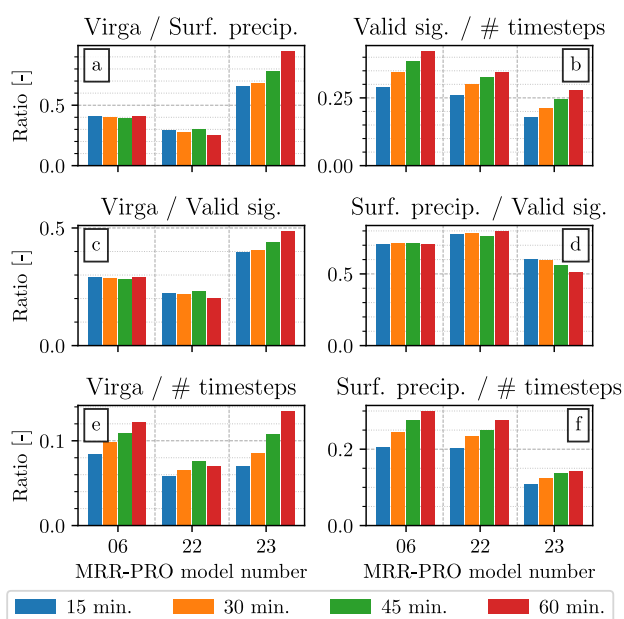 Virga / Surf. precip.
Valid sig. / # timesteps
a
b
Ratio [-]
0.5
0.0
0.25
0.00
Virga / Valid sig.
Surf. precip. / Valid sig.
c
d
Ratio [-]
0.5
0.0
0.5
0.0
Virga / # timesteps
Surf. precip. / # timesteps
e
f
Ratio [-]
0.1
0.0
0.2
0.0
06 22 23
06 22 23
MRR-PRO model number
MRR-PRO model number
15 min. 30 min. 45 min. 60 min.